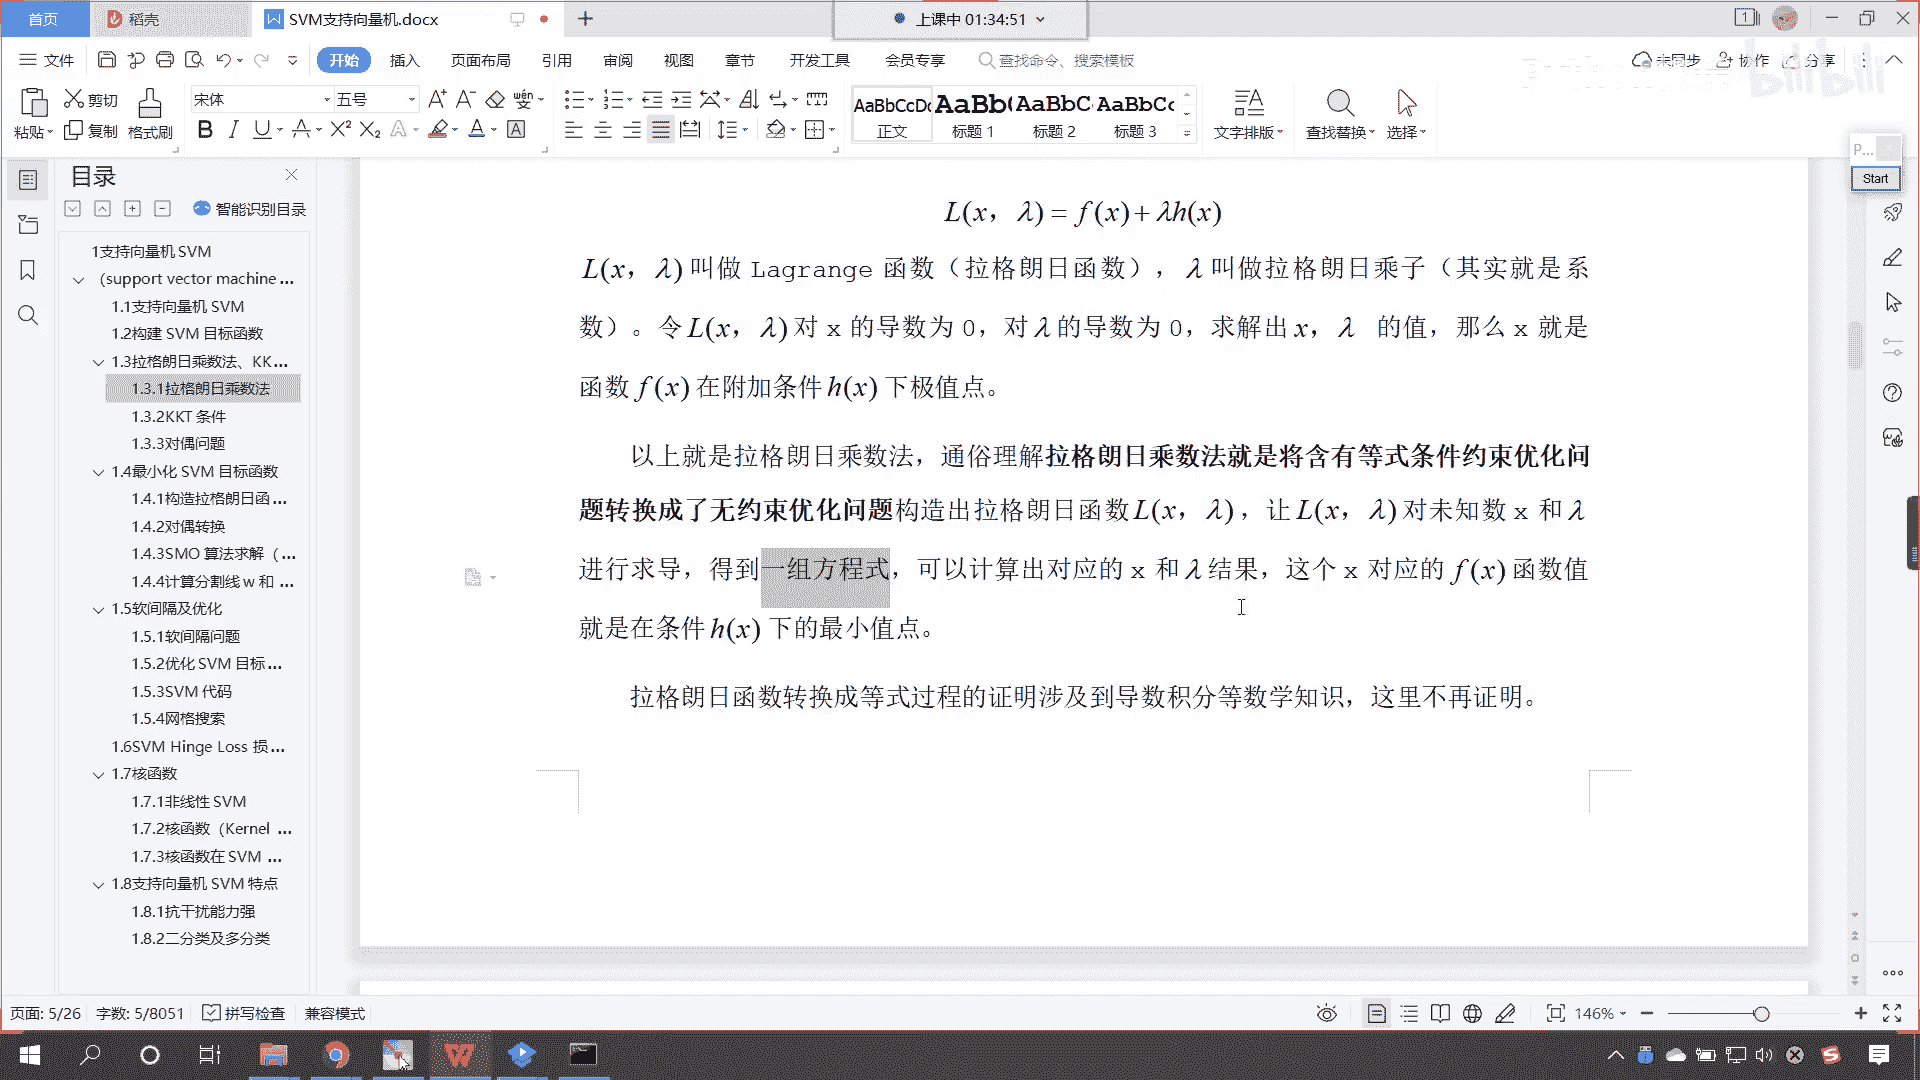 首页
稻壳
SVM支持向量机.docx
上课中 01:34:51
1
文件
开始
插入
页面布局
引用
审阅
视图
章节
开发工具
会员专享
查找命令、搜索模板
未同步
协作
分享
bilibili
粘贴
剪切
复制
格式刷
宋体
五号
AaBbCcDd
AaBb(
AaBbC
AaBbCc
正文
标题 1
标题 2
标题 3
文字排版
查找替换
选择
P...
Start
目录
智能识别目录
1支持向量机 SVM
（support vector machine ...
1.1支持向量机 SVM
1.2构建 SVM 目标函数
1.3拉格朗日乘数法、KK...
1.3.1拉格朗日乘数法
1.3.2KKT 条件
1.3.3对偶问题
1.4最小化 SVM 目标函数
1.4.1构造拉格朗日函 ...
1.4.2对偶转换
1.4.3SMO 算法求解（ ...
1.4.4计算分割线 w 和 ...
1.5软间隔及优化
1.5.1软间隔问题
1.5.2优化 SVM 目标 ...
1.5.3SVM 代码
1.5.4网格搜索
1.6SVM Hinge Loss 损 ...
1.7核函数
1.7.1非线性 SVM
1.7.2核函数（Kernel ...
1.7.3核函数在 SVM ...
1.8支持向量机 SVM 特点
1.8.1抗干扰能力强
1.8.2二分类及多分类
L(x，λ) = f(x) + λh(x)
L(x，λ) 叫做 Lagrange 函数（拉格朗日函数），λ 叫做拉格朗日乘子（其实就是系
数）。令 L(x，λ) 对 x 的导数为 0，对 λ 的导数为 0，求解出 x，λ 的值，那么 x 就是
函数 f(x) 在附加条件 h(x) 下极值点。
以上就是拉格朗日乘数法，通俗理解拉格朗日乘数法就是将含有等式条件约束优化问
题转换成了无约束优化问题构造出拉格朗日函数 L(x，λ)，让 L(x，λ) 对未知数 x 和 λ
进行求导，得到一组方程式，可以计算出对应的 x 和 λ 结果，这个 x 对应的 f(x) 函数值
就是在条件 h(x) 下的最小值点。
拉格朗日函数转换成等式过程的证明涉及到导数积分等数学知识，这里不再证明。
页面: 5/26
字数: 5/8051
拼写检查
兼容模式
146%